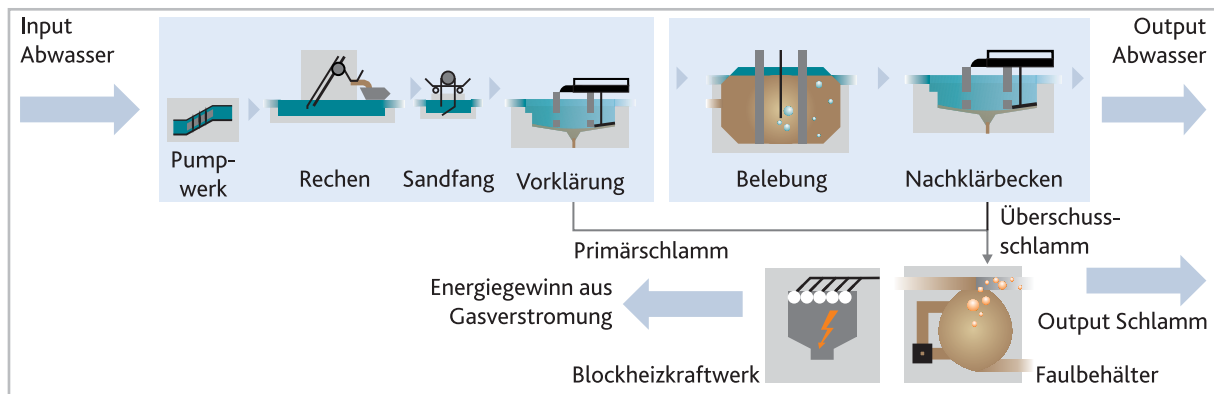 Input
Abwasser
Output
Abwasser
Pump-
werk
Rechen
Sandfang
Vorklärung
Belebung
Nachklärbecken
Primärschlamm
Überschuss-
schlamm
Energiegewinn aus
Gasverstromung
Output Schlamm
Blockheizkraftwerk
Faulbehälter